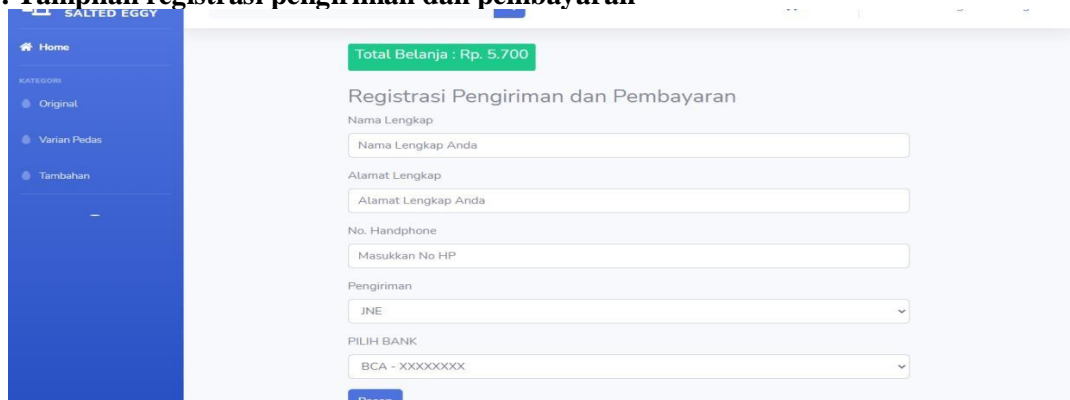 . Tampilan registrasi pengiriman dan pembayaran
SALTED EGGY
Home
KATEGORI
Original
Varian Pedas
Tambahan
Total Belanja : Rp. 5.700
Registrasi Pengiriman dan Pembayaran
Nama Lengkap
Nama Lengkap Anda
Alamat Lengkap
Alamat Lengkap Anda
No. Handphone
Masukkan No HP
Pengiriman
JNE
PILIH BANK
BCA - XXXXXXXX
Pesan